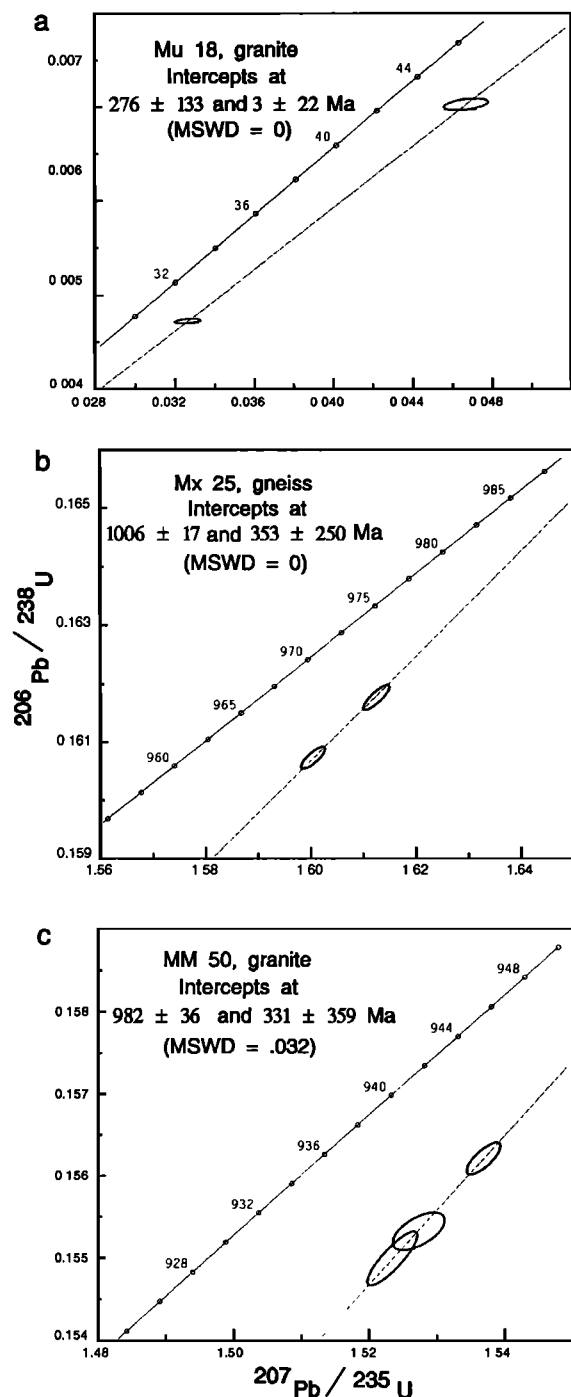 a
Mu 18, granite
Intercepts at
276 ± 133 and 3 ± 22 Ma
(MSWD = 0)
0.007
0 006
0 005
0 004
44
40
36
32
0 028
0 032
0 036
0 040
0 044
0 048
b
Mx 25, gneiss
Intercepts at
1006 ± 17 and 353 ± 250 Ma
(MSWD = 0)
0.165
0.163
0.161
0.159
985
980
975
970
965
960
1.56
1.58
1 60
1 62
1 64
206Pb / 238U
c
MM 50, granite
Intercepts at
982 ± 36 and 331 ± 359 Ma
(MSWD = .032)
0.158
0.157
0.156
0.155
0.154
948
944
940
936
932
928
1.48
1.50
1 52
1 54
207Pb / 235U